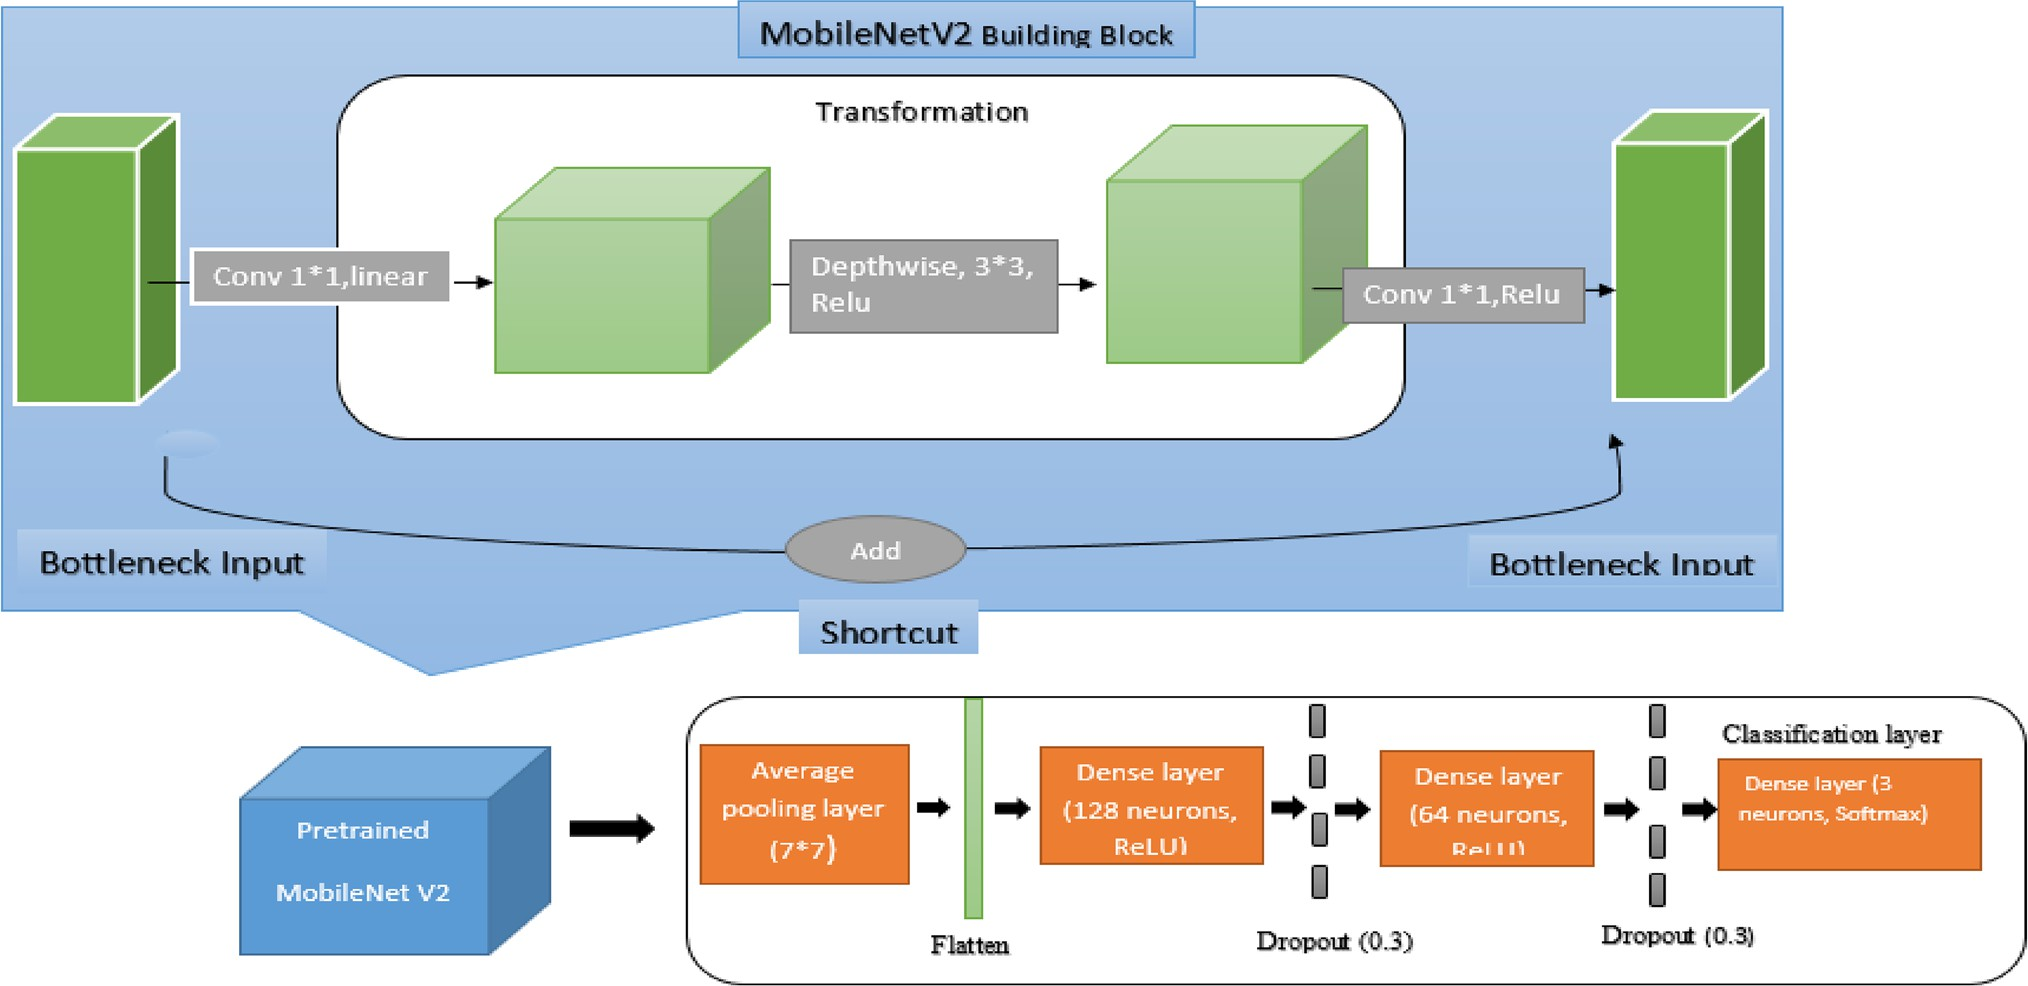 MobileNetV2 Building Block
Transformation
Conv 1*1,linear
Depthwise, 3*3,
Relu
Conv 1*1,Relu
Add
Bottleneck Input
Bottleneck Input
Shortcut
Pretrained
MobileNet V2
Average
pooling layer
(7*7)
Flatten
Dense layer
(128 neurons,
ReLU)
Dropout (0.3)
Dense layer
(64 neurons,
ReLU)
Dropout (0.3)
Classification layer
Dense layer (3
neurons, Softmax)